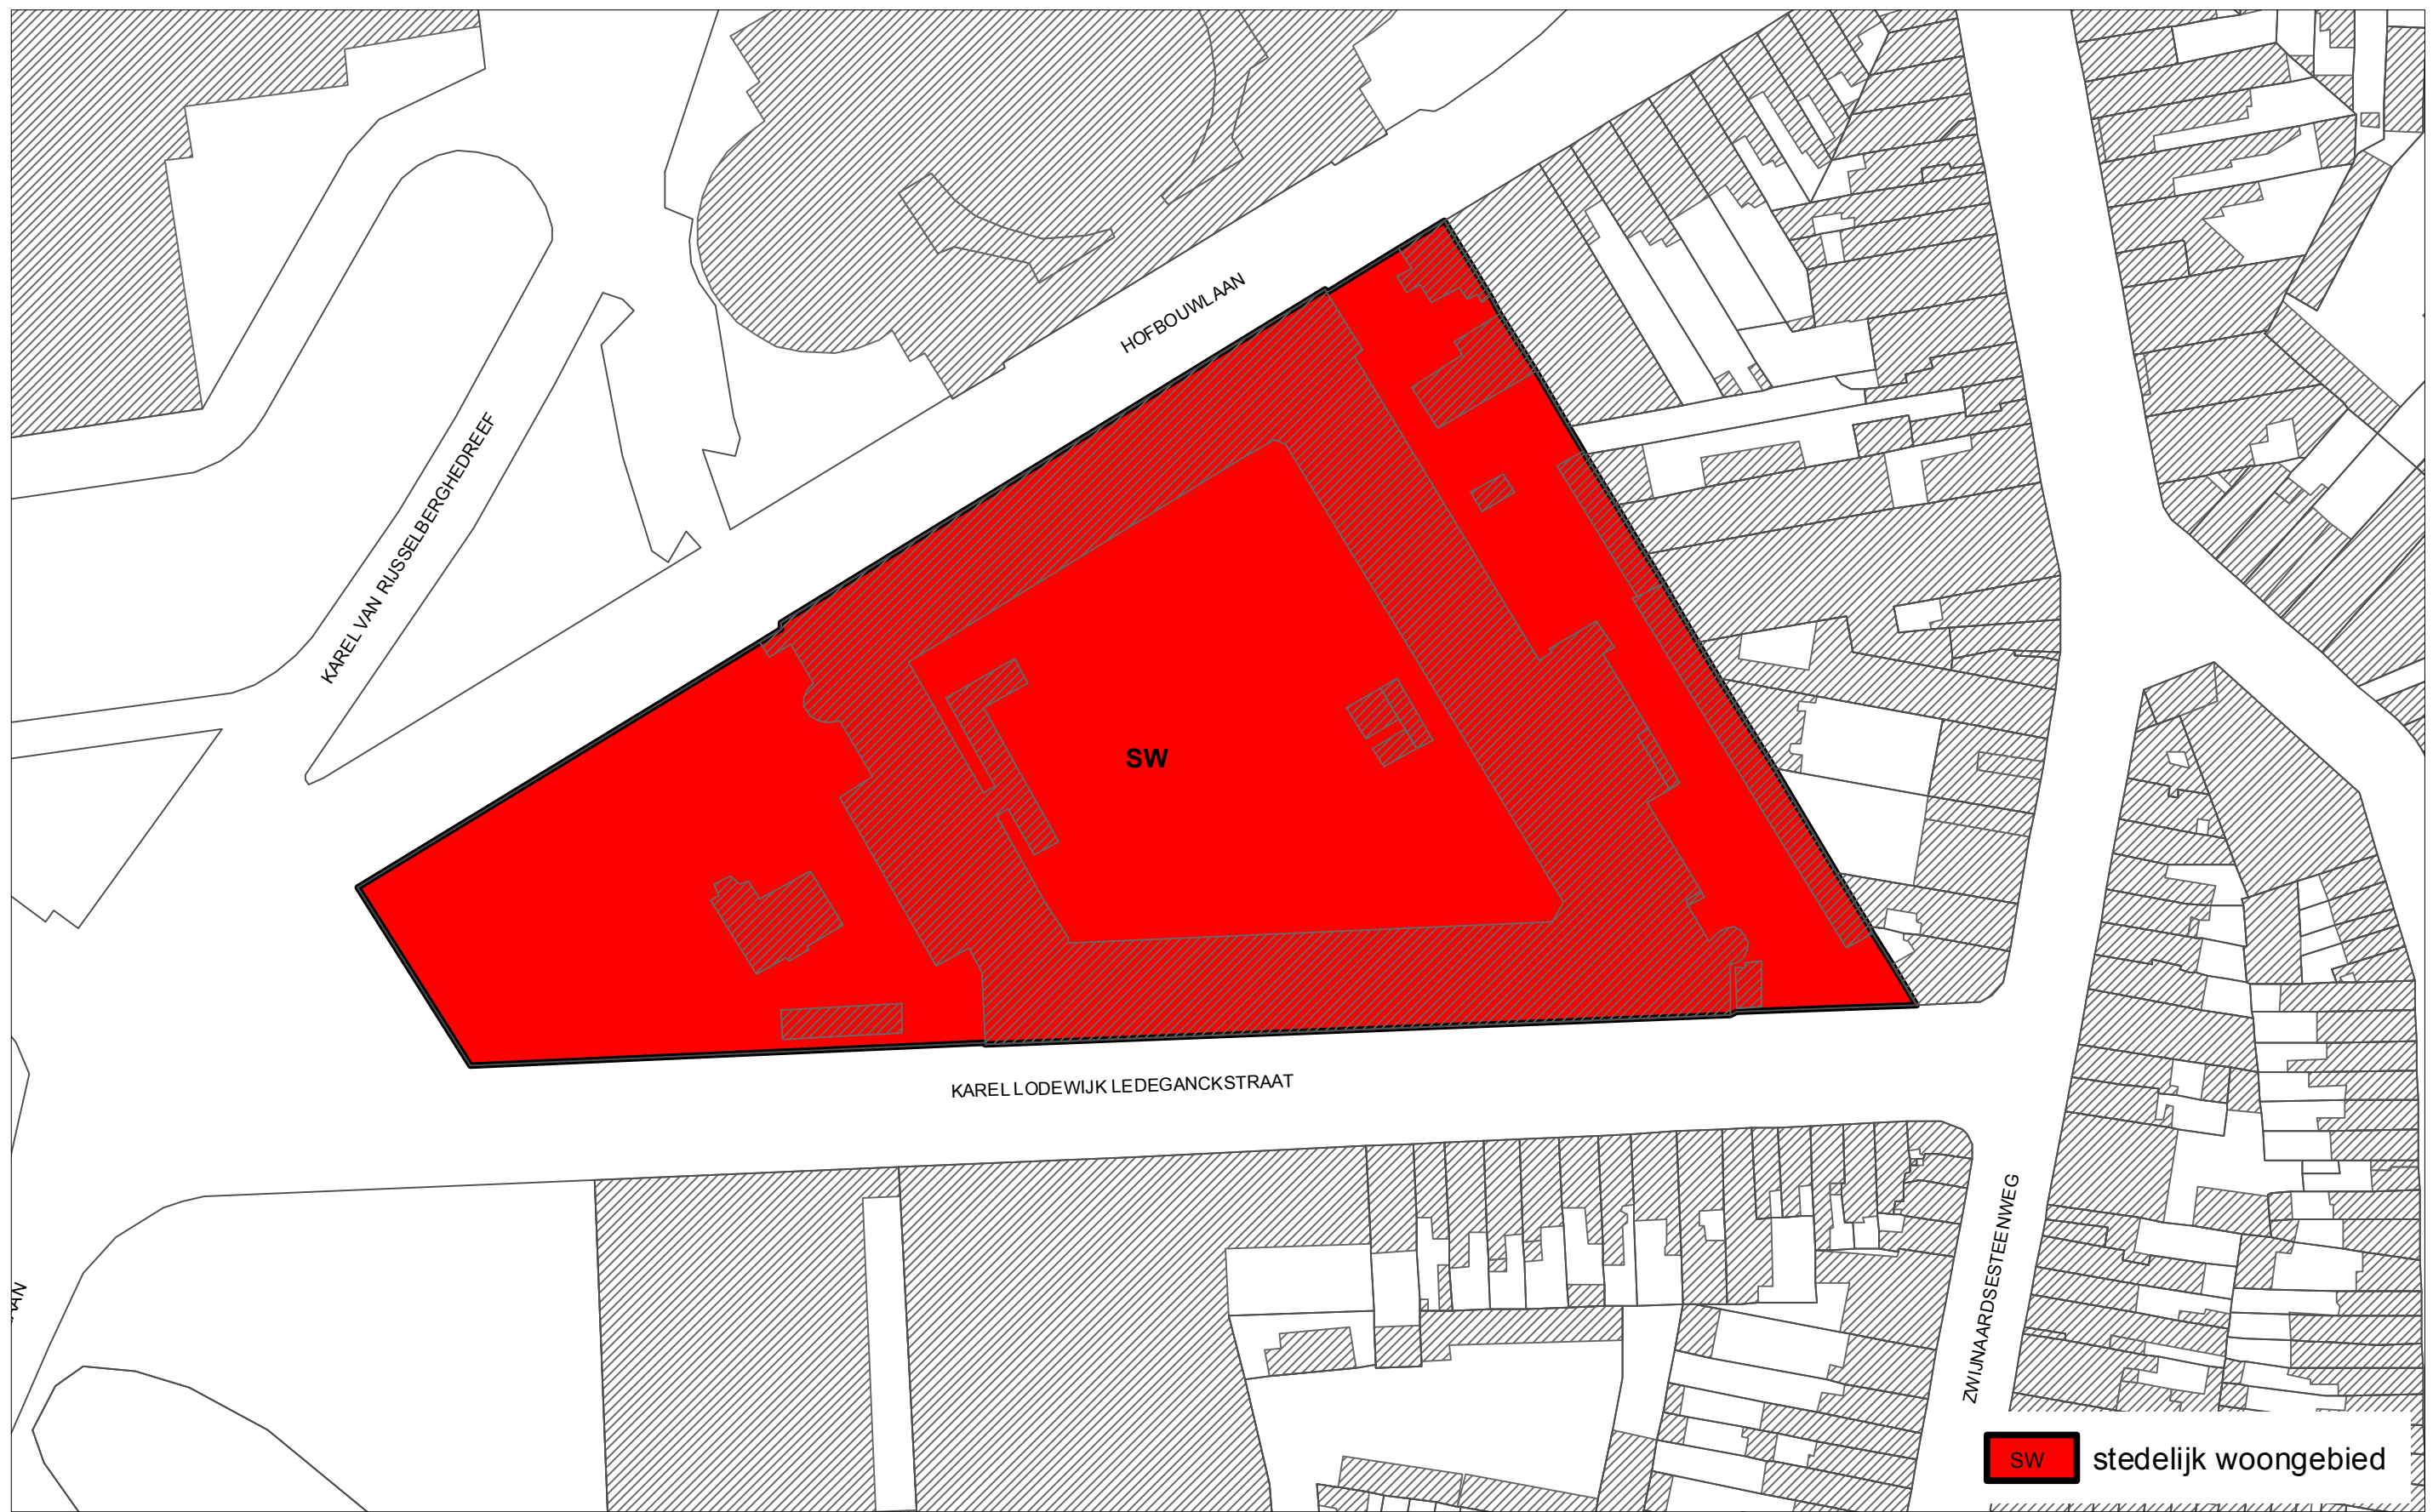 HOFBOUWLAAN
KAREL VAN RIJSSELBERGHEDREEF
SW
KAREL LODEWIJK LEDEGANCKSTRAAT
ZWIJNAARDSESTEENWEG
SW stedelijk woongebied